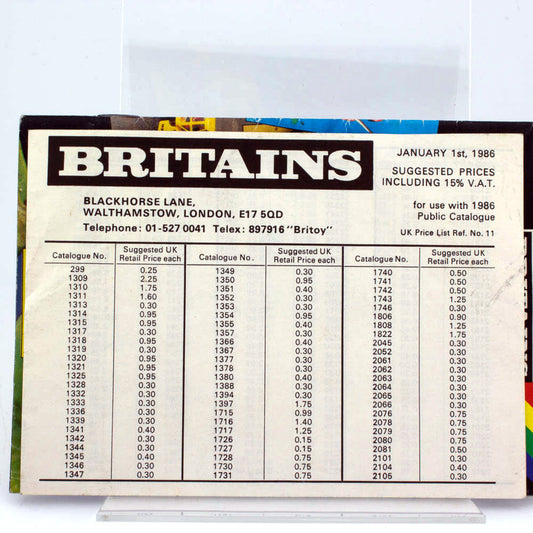 BRITAINS
BLACKHORSE LANE,
WALTHAMSTOW, LONDON, E17 5QD
Telephone: 01-527 0041 Telex: 897916 "Britoy"
JANUARY 1st, 1986
SUGGESTED PRICES
INCLUDING 15% V.A.T.
for use with 1986
Public Catalogue
UK Price List Ref. No. 11
Catalogue No. Suggested UK Retail Price each Catalogue No. Suggested UK Retail Price each Catalogue No. Suggested UK Retail Price each
299 0.25 1349 0.30 1740 0.50
1309 2.25 1350 0.95 1741 0.50
1310 1.75 1351 0.40 1742 0.50
1311 1.60 1352 0.30 1743 1.25
1313 0.30 1353 0.30 1744 0.30
1314 0.95 1354 0.95 1806 0.90
1315 0.95 1355 0.40 1808 1.25
1317 0.30 1357 0.30 1822 1.75
1318 0.95 1366 0.40 2045 0.30
1319 0.30 1367 0.30 2052 0.30
1320 0.95 1377 0.30 2061 0.30
1321 0.95 1378 0.30 2062 0.30
1325 0.30 1380 0.40 2063 0.30
1328 0.30 1388 0.30 2064 0.30
1332 0.30 1394 0.30 2065 0.30
1333 0.30 1397 1.75 2066 0.30
1336 0.30 1715 0.99 2076 0.75
1339 0.30 1716 1.40 2078 0.75
1341 0.40 1717 1.25 2079 0.75
1342 0.30 1726 0.15 2080 0.75
1344 0.30 1727 0.15 2081 0.50
1345 0.40 1728 0.75 2101 0.40
1346 0.30 1730 0.75 2104 0.40
1347 0.30 1731 0.75 2105 0.30